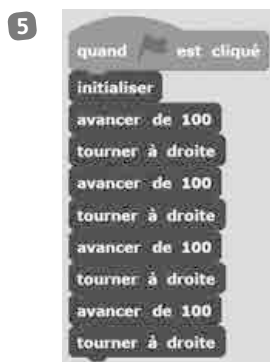 5
quand est cliqué
initialiser
avancer de 100
tourner à droite
avancer de 100
tourner à droite
avancer de 100
tourner à droite
avancer de 100
tourner à droite